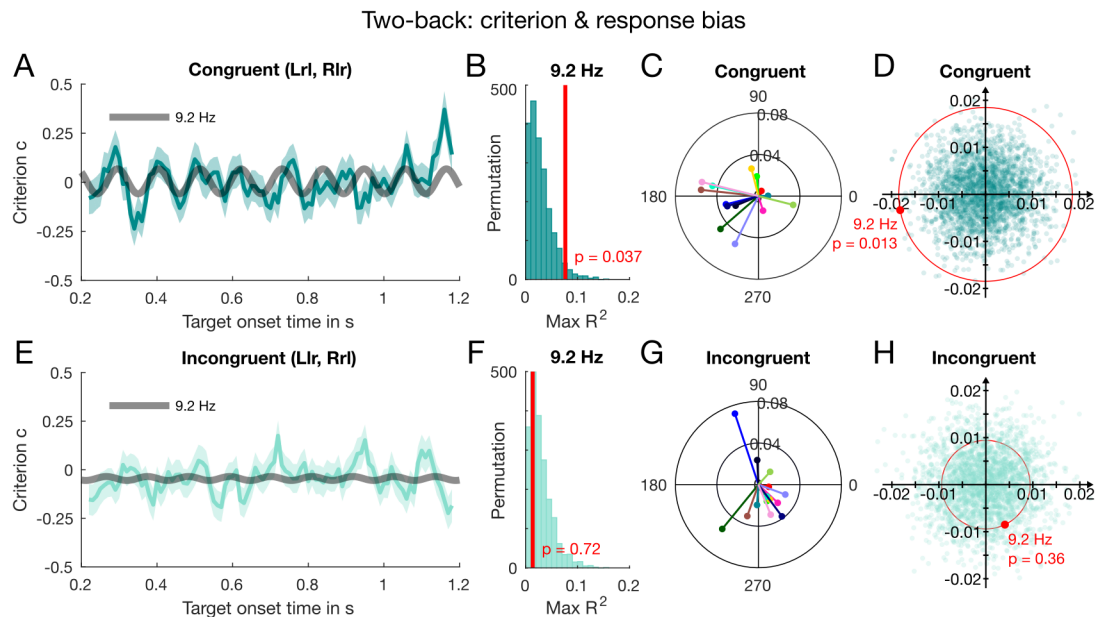 Two-back: criterion & response bias
A
Congruent (Lrl, Rlr)
0.5
0.25
0
-0.25
-0.5
Criterion c
9.2 Hz
0.2
0.4
0.6
0.8
1
1.2
Target onset time in s
B
9.2 Hz
500
0
Permutation
p = 0.037
0
0.1
0.2
Max R²
C
Congruent
90
0.08
0.04
180
0
270
D
Congruent
0.02
0.01
-0.02
-0.01
0.01
0.02
9.2 Hz
p = 0.013
-0.01
-0.02
E
Incongruent (Llr, Rrl)
0.5
0.25
0
-0.25
-0.5
Criterion c
9.2 Hz
0.2
0.4
0.6
0.8
1
1.2
Target onset time in s
F
9.2 Hz
500
0
Permutation
p = 0.72
0
0.1
0.2
Max R²
G
Incongruent
90
0.08
0.04
180
0
270
H
Incongruent
0.02
0.01
-0.02
-0.01
0.01
0.02
-0.01
9.2 Hz
p = 0.36
-0.02